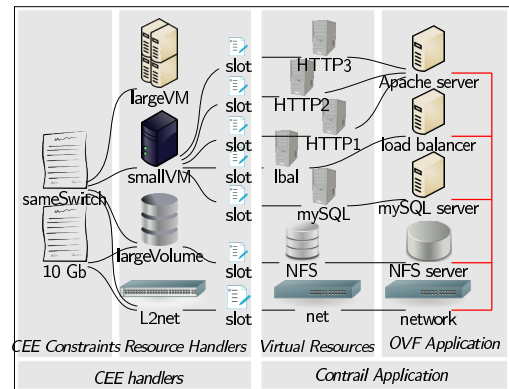 slot
HTTP3
largeVM
slot
Apache server
HTTP2
slot
HTTP1
load balancer
smallVM
slot
lbal
sameSwitch
slot
mySQL
mySQL server
largeVolume
10 Gb
slot
NFS
NFS server
L2net
slot
net
network
CEE Constraints
Resource Handlers
Virtual Resources
OVF Application
CEE handlers
Contrail Application